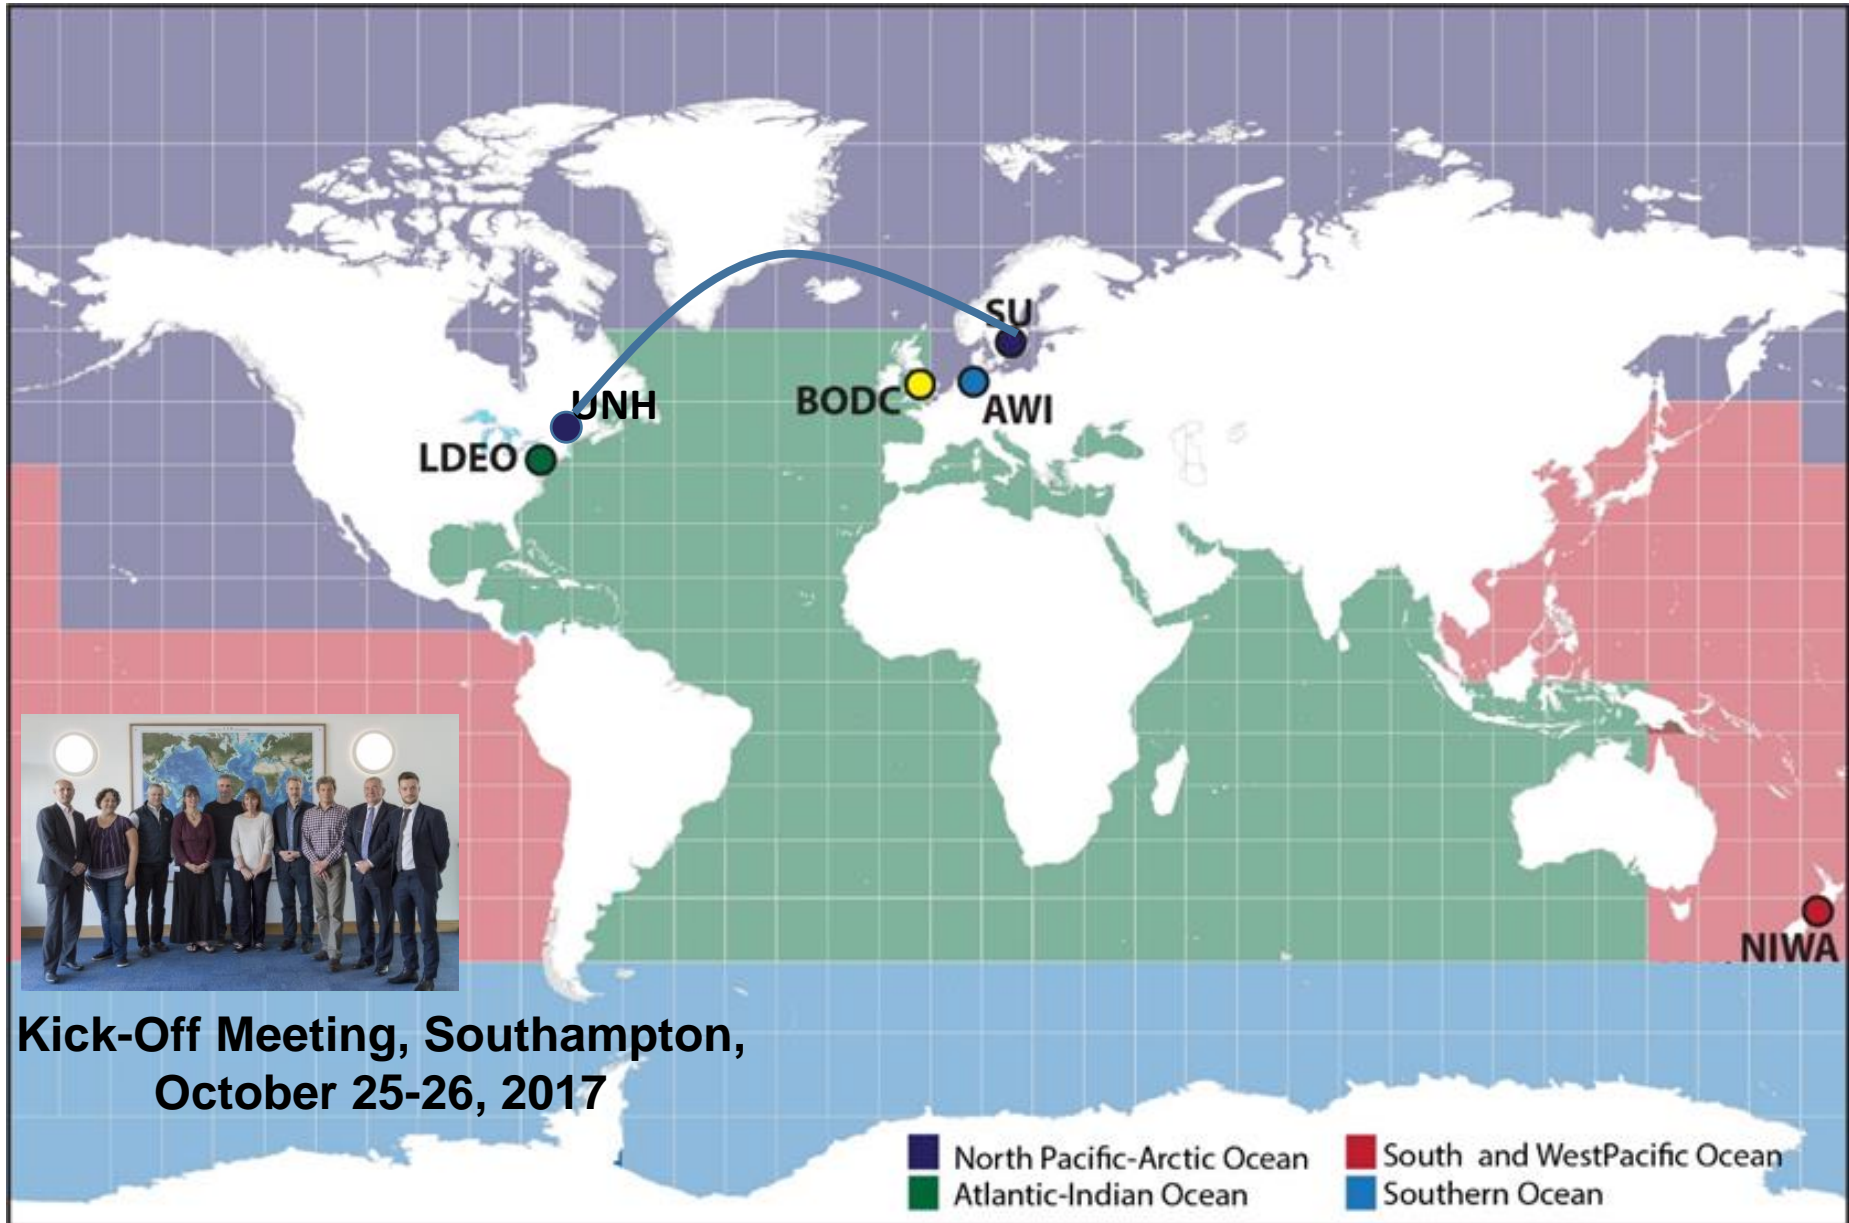 SU
UNH
BODC
AWI
LDEO
NIWA
Kick-Off Meeting, Southampton,
October 25-26, 2017
North Pacific-Arctic Ocean
Atlantic-Indian Ocean
South and WestPacific Ocean
Southern Ocean